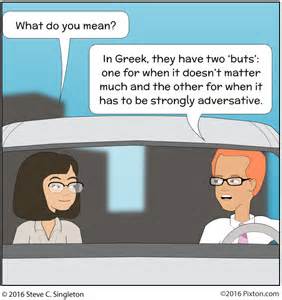 What do you mean?
In Greek, they have two 'buts':
one for when it doesn't matter
much and the other for when it
has to be strongly adversative.
© 2016 Steve C. Singleton
©2016 Pixton.com